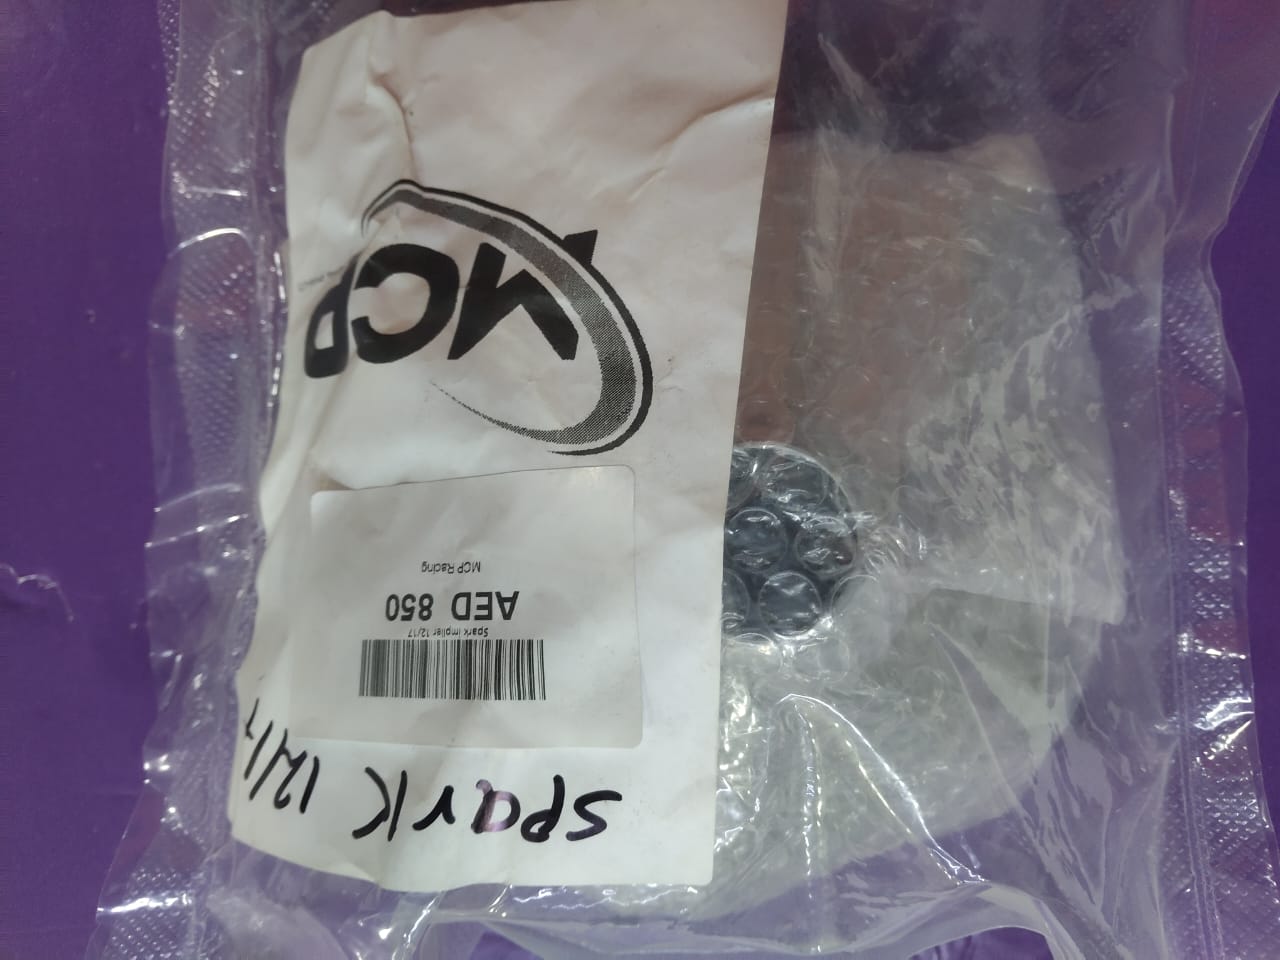 SPark 12/17
Spark impller 12/17
AED 850
MCP Racing
MCP